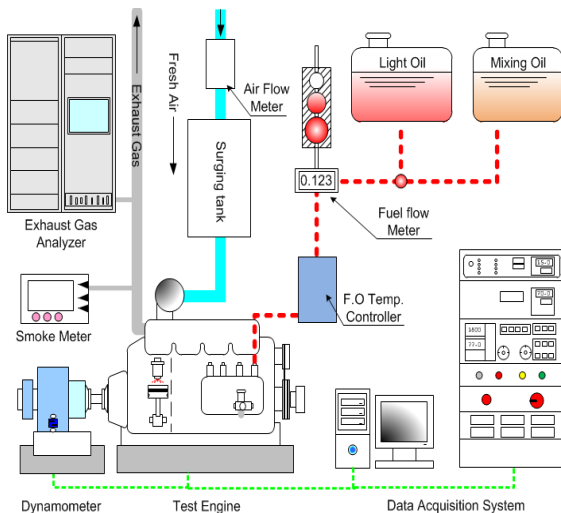 Light Oil
Mixing Oil
Air Flow
Meter
Fresh Air
Exhaust Gas
Surging tank
0.123
Fuel flow
Meter
Exhaust Gas
Analyzer
F.O Temp.
Controller
Smoke Meter
1800
Dynamometer
Test Engine
Data Acquisition System